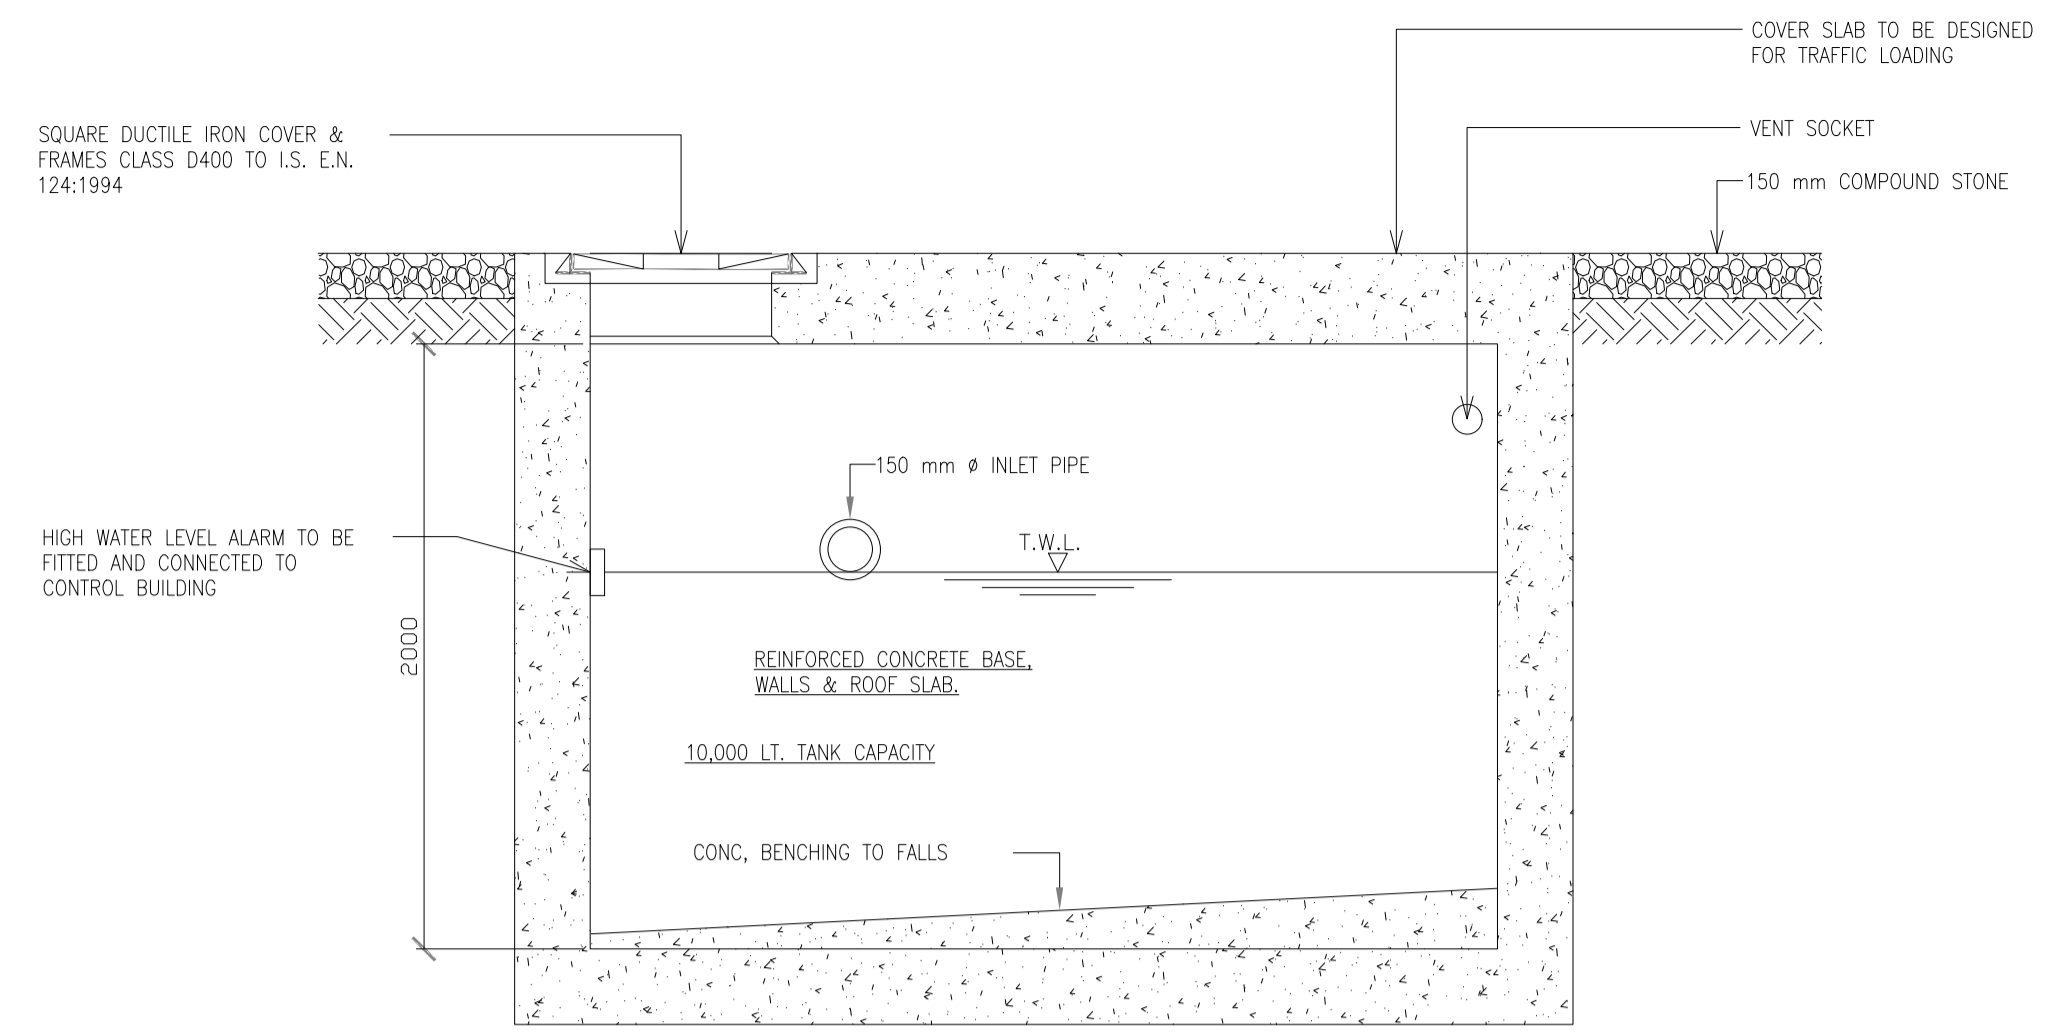 COVER SLAB TO BE DESIGNED
FOR TRAFFIC LOADING
SQUARE DUCTILE IRON COVER &
FRAMES CLASS D400 TO I.S. E.N.
124:1994
VENT SOCKET
150 mm COMPOUND STONE
150 mm ø INLET PIPE
HIGH WATER LEVEL ALARM TO BE
FITTED AND CONNECTED TO
CONTROL BUILDING
T.W.L.
2000
REINFORCED CONCRETE BASE,
WALLS & ROOF SLAB.
10,000 LT. TANK CAPACITY
CONC, BENCHING TO FALLS